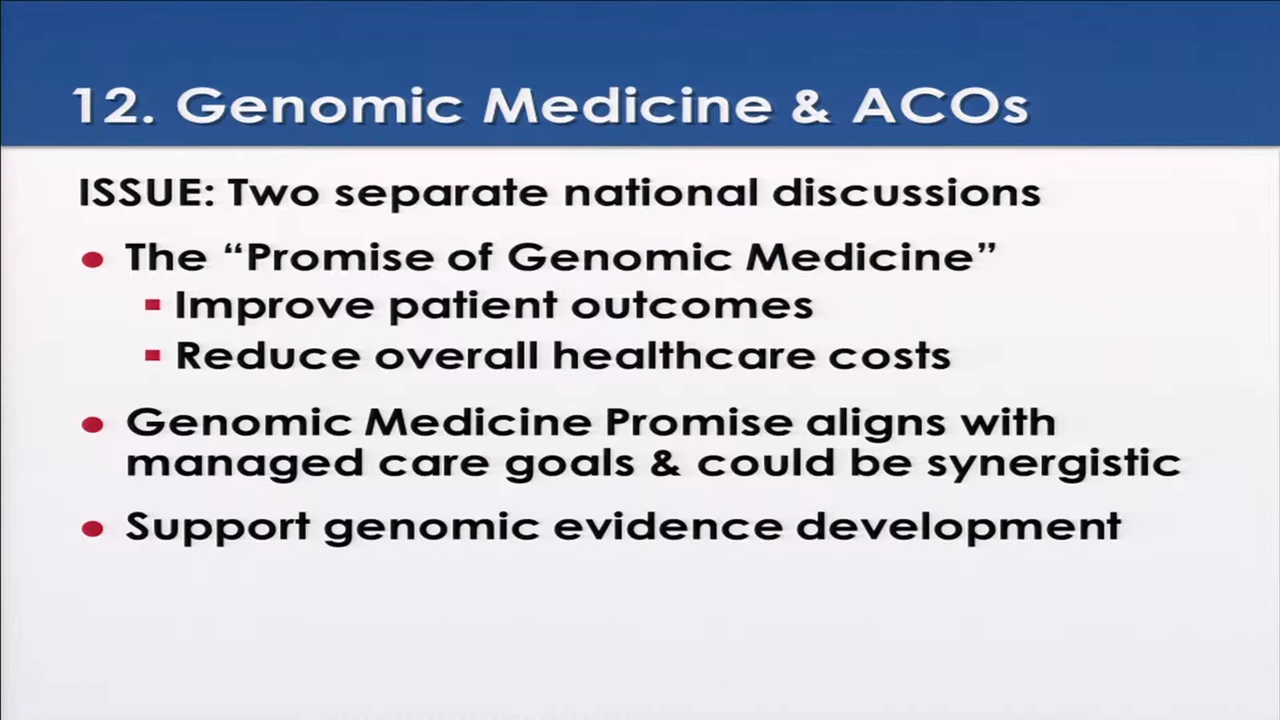 12. Genomic Medicine & ACOs
ISSUE: Two separate national discussions
• The “Promise of Genomic Medicine”
▪ Improve patient outcomes
▪ Reduce overall healthcare costs
• Genomic Medicine Promise aligns with
managed care goals & could be synergistic
• Support genomic evidence development